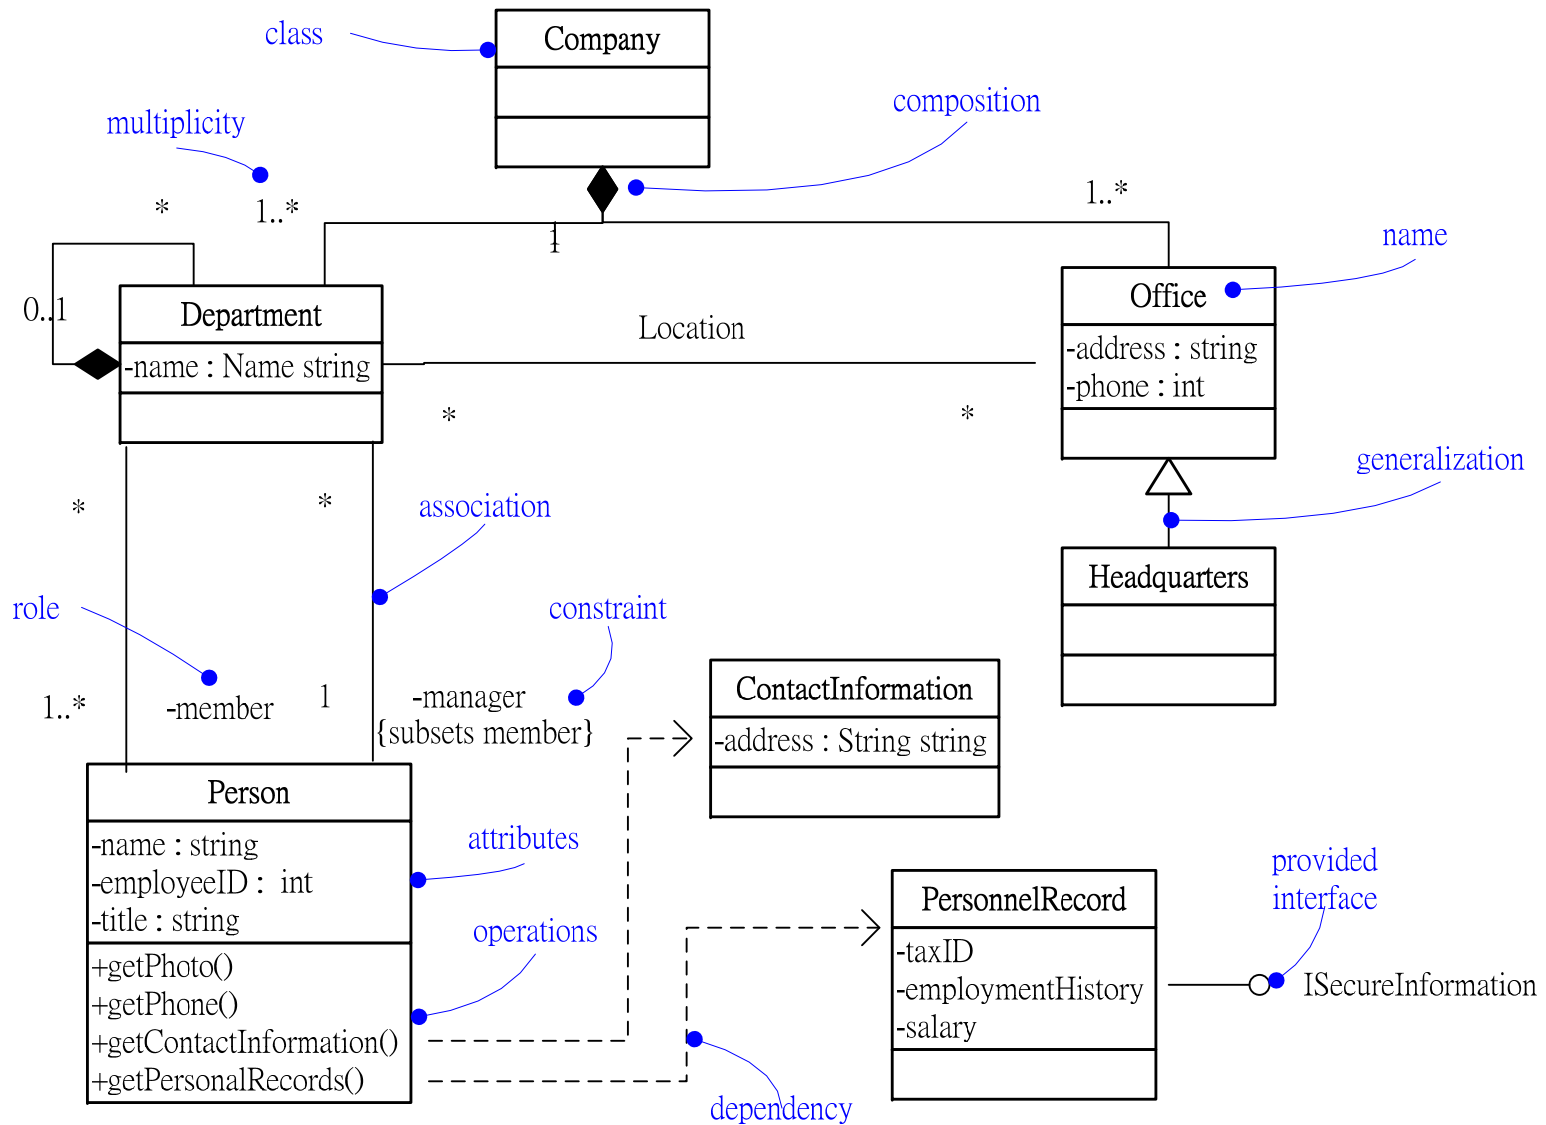 class
Company
composition
multiplicity
*
1..*
1
1..*
name
0..1
Department
-name : Name string
Location
Office
-address : string
-phone : int
*
*
generalization
*
*
association
Headquarters
role
constraint
1..*
-member
1
-manager
{subsets member}
ContactInformation
-address : String string
Person
-name : string
-employeeID : int
-title : string
attributes
+getPhoto()
+getPhone()
+getContactInformation()
+getPersonalRecords()
operations
dependency
PersonnelRecord
-taxID
-employmentHistory
-salary
provided
interface
ISecureInformation